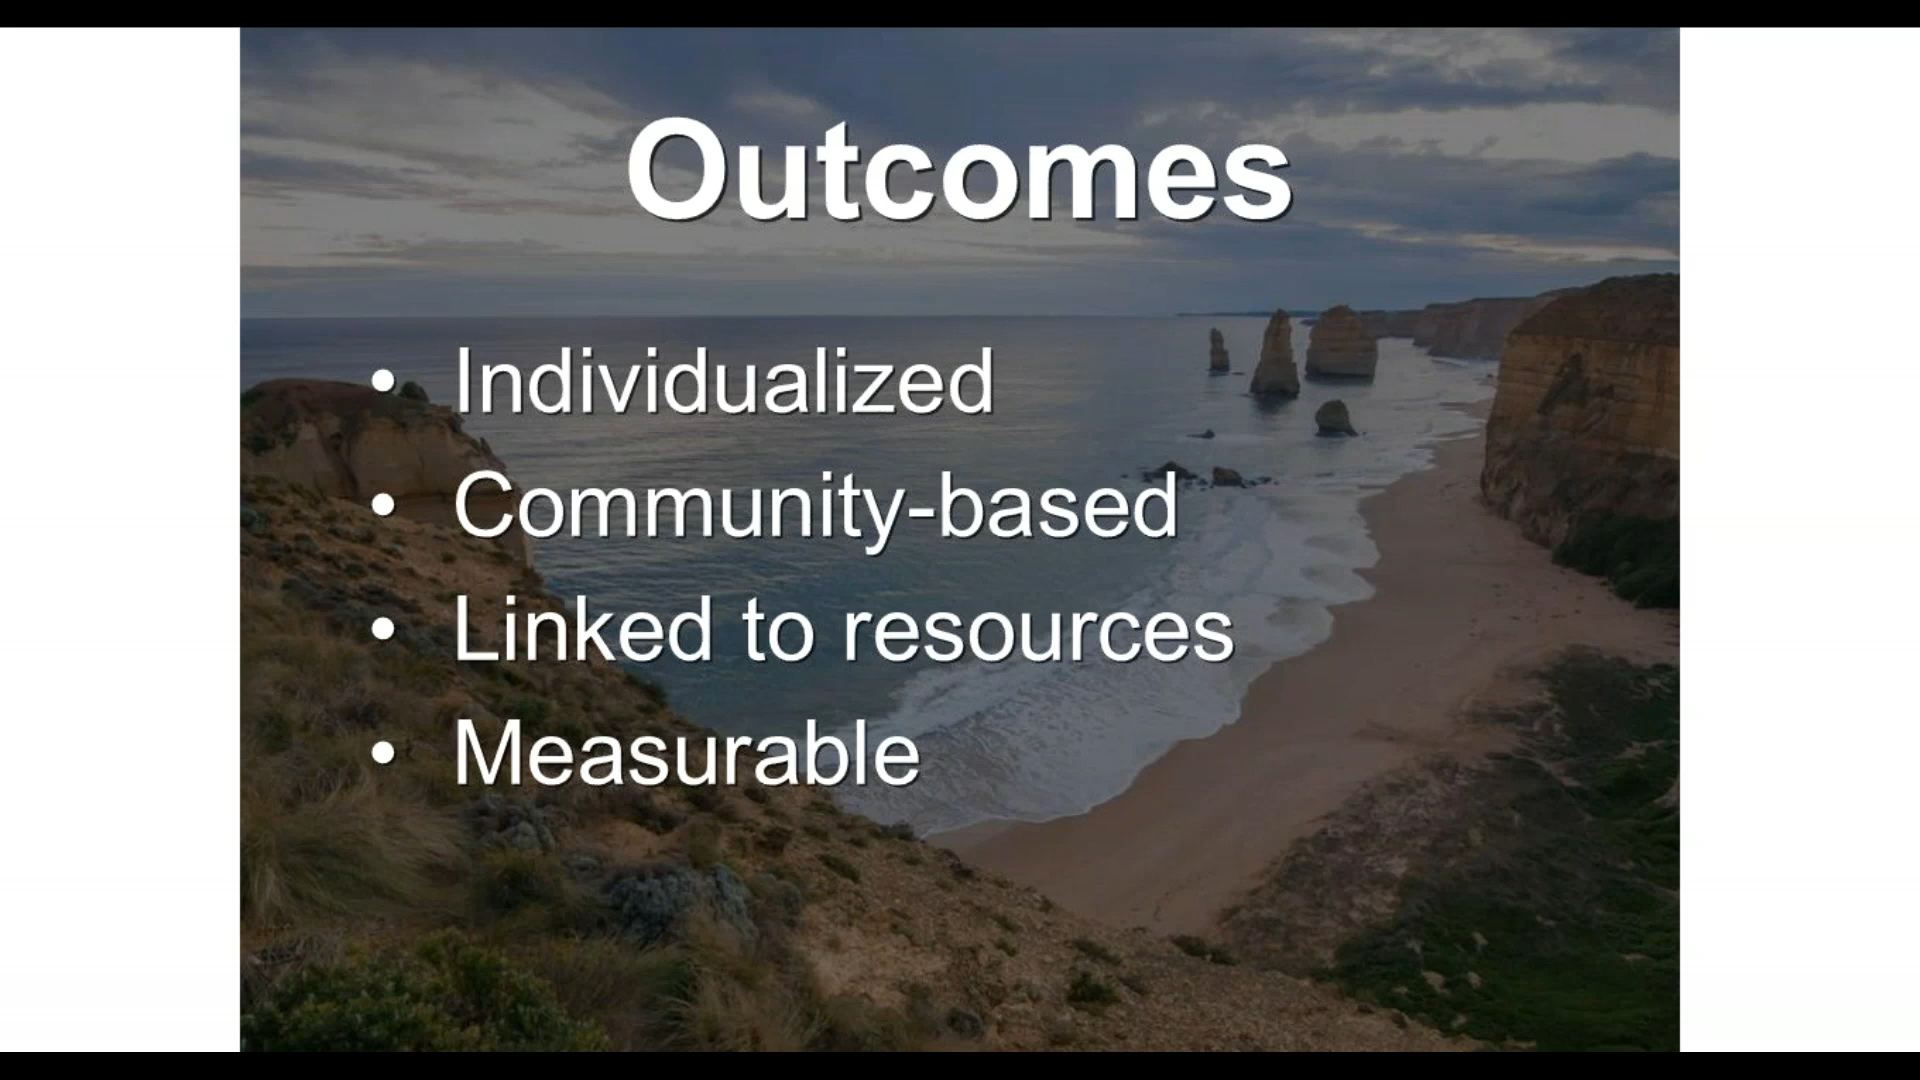 Outcomes
• Individualized
• Community-based
• Linked to resources
• Measurable